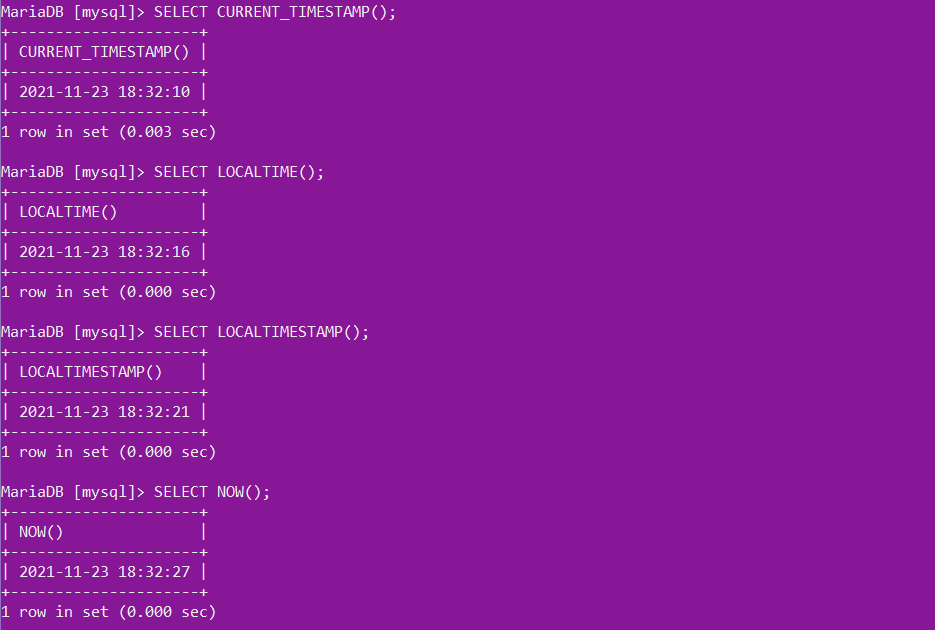 MariaDB [mysql]> SELECT CURRENT_TIMESTAMP();
+---------------------+
| CURRENT_TIMESTAMP() |
+---------------------+
| 2021-11-23 18:32:10 |
+---------------------+
1 row in set (0.003 sec)

MariaDB [mysql]> SELECT LOCALTIME();
+---------------------+
| LOCALTIME()         |
+---------------------+
| 2021-11-23 18:32:16 |
+---------------------+
1 row in set (0.000 sec)

MariaDB [mysql]> SELECT LOCALTIMESTAMP();
+---------------------+
| LOCALTIMESTAMP()    |
+---------------------+
| 2021-11-23 18:32:21 |
+---------------------+
1 row in set (0.000 sec)

MariaDB [mysql]> SELECT NOW();
+---------------------+
| NOW()               |
+---------------------+
| 2021-11-23 18:32:27 |
+---------------------+
1 row in set (0.000 sec)